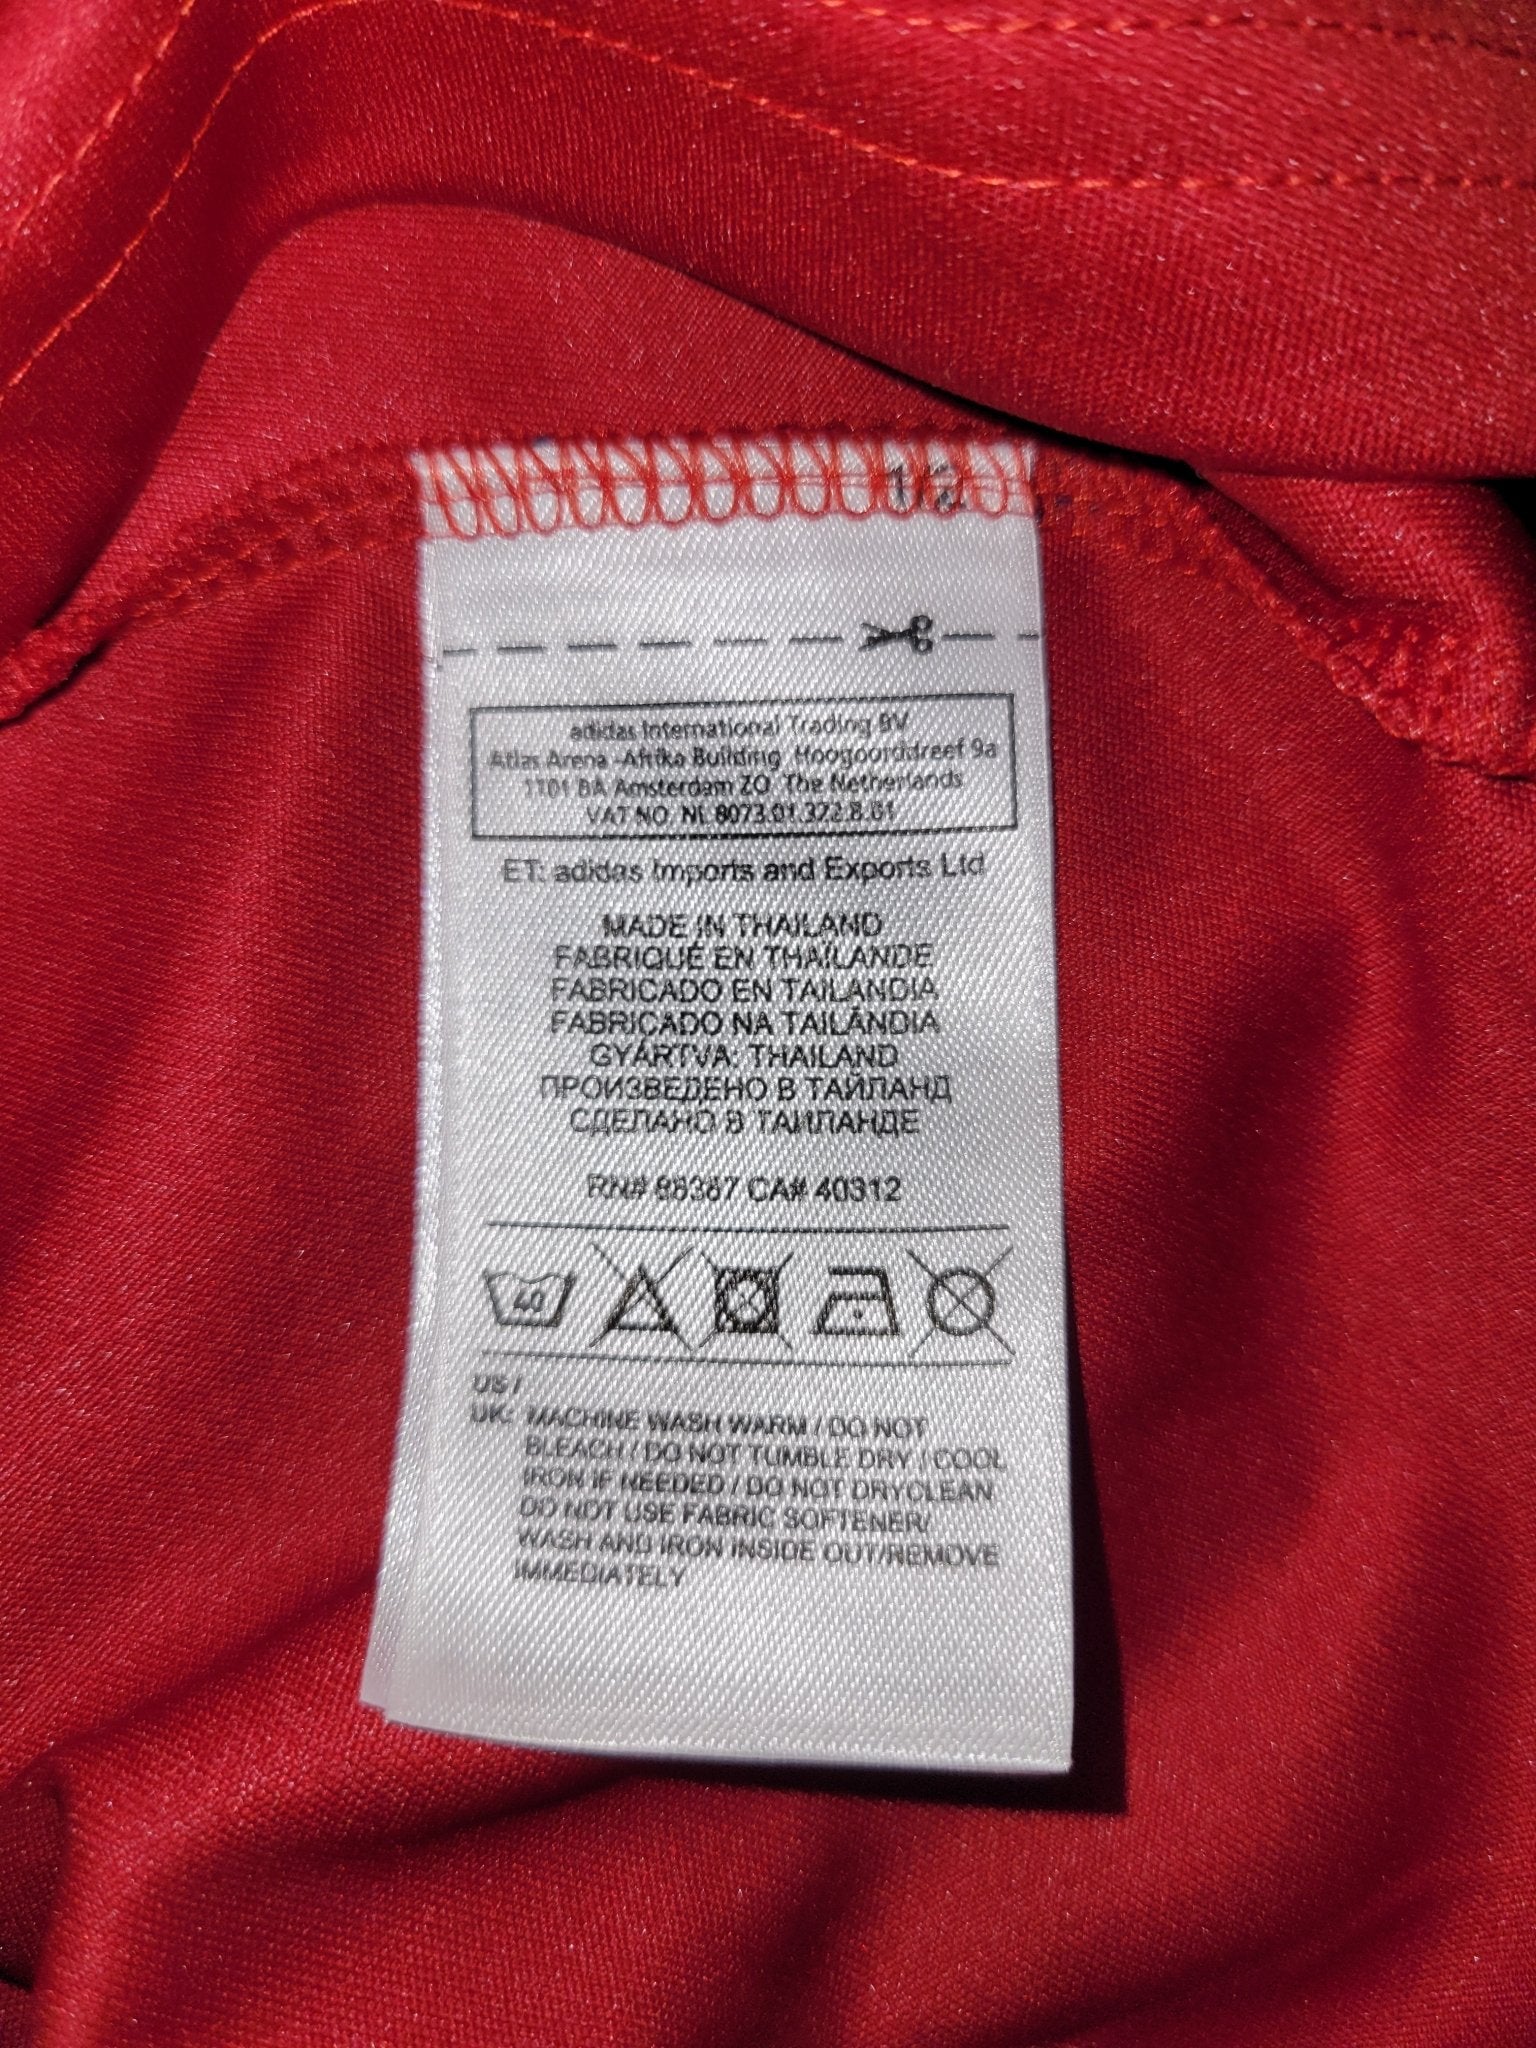 1/2
adidas International Trading BV
Atlas Arena -Afrika Building Hoogoorddreef 9a
1101 BA Amsterdam ZO The Netherlands
VAT NO. NL 8073.01.322.B.01
ET: adidas Imports and Exports Ltd
MADE IN THAILAND
FABRIQUÉ EN THAÏLANDE
FABRICADO EN TAILANDIA
FABRICADO NA TAILÂNDIA
GYÁRTVA: THAILAND
ПРОИЗВЕДЕНО В ТАЙЛАНД
СДЕЛАНО В ТАИЛАНДЕ
RN# 88387 CA# 40312
40
US /
UK: MACHINE WASH WARM / DO NOT
BLEACH / DO NOT TUMBLE DRY / COOL
IRON IF NEEDED / DO NOT DRYCLEAN
DO NOT USE FABRIC SOFTENER/
WASH AND IRON INSIDE OUT/REMOVE
IMMEDIATELY